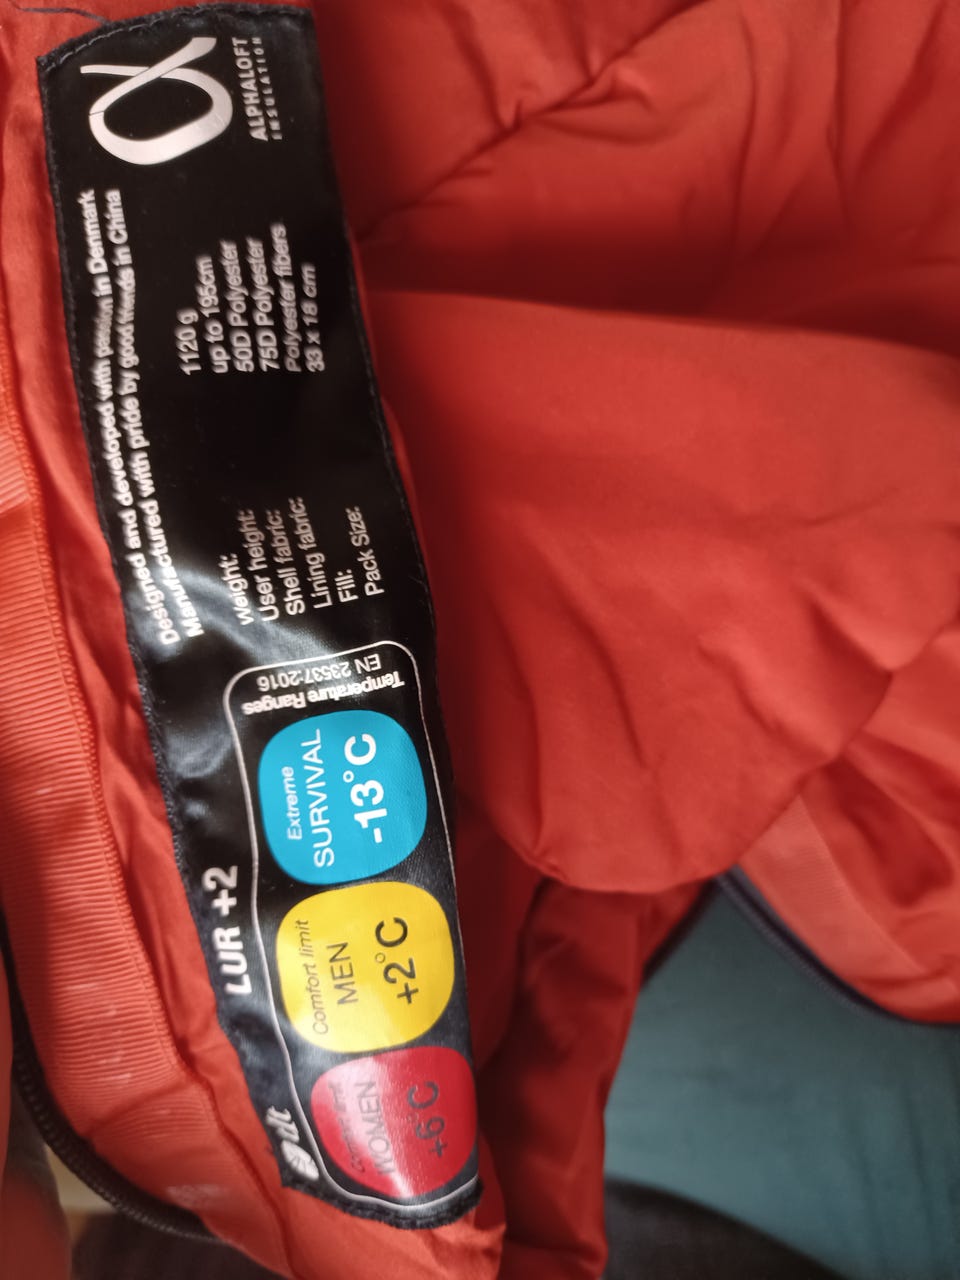 ALPHALOFT
INSULATION
Designed and developed with passion in Denmark
Manufactured with pride by good friends in China
Weight: 1120 g
User height: up to 195cm
Shell fabric: 50D Polyester
Lining fabric: 75D Polyester
Fill: Polyester fibers
Pack Size: 33 x 18 cm
LUR +2
Comfort limit
WOMEN
+6°C
Comfort limit
MEN
+2°C
Extreme
SURVIVAL
-13°C
Temperature Ranges
EN 23537:2016